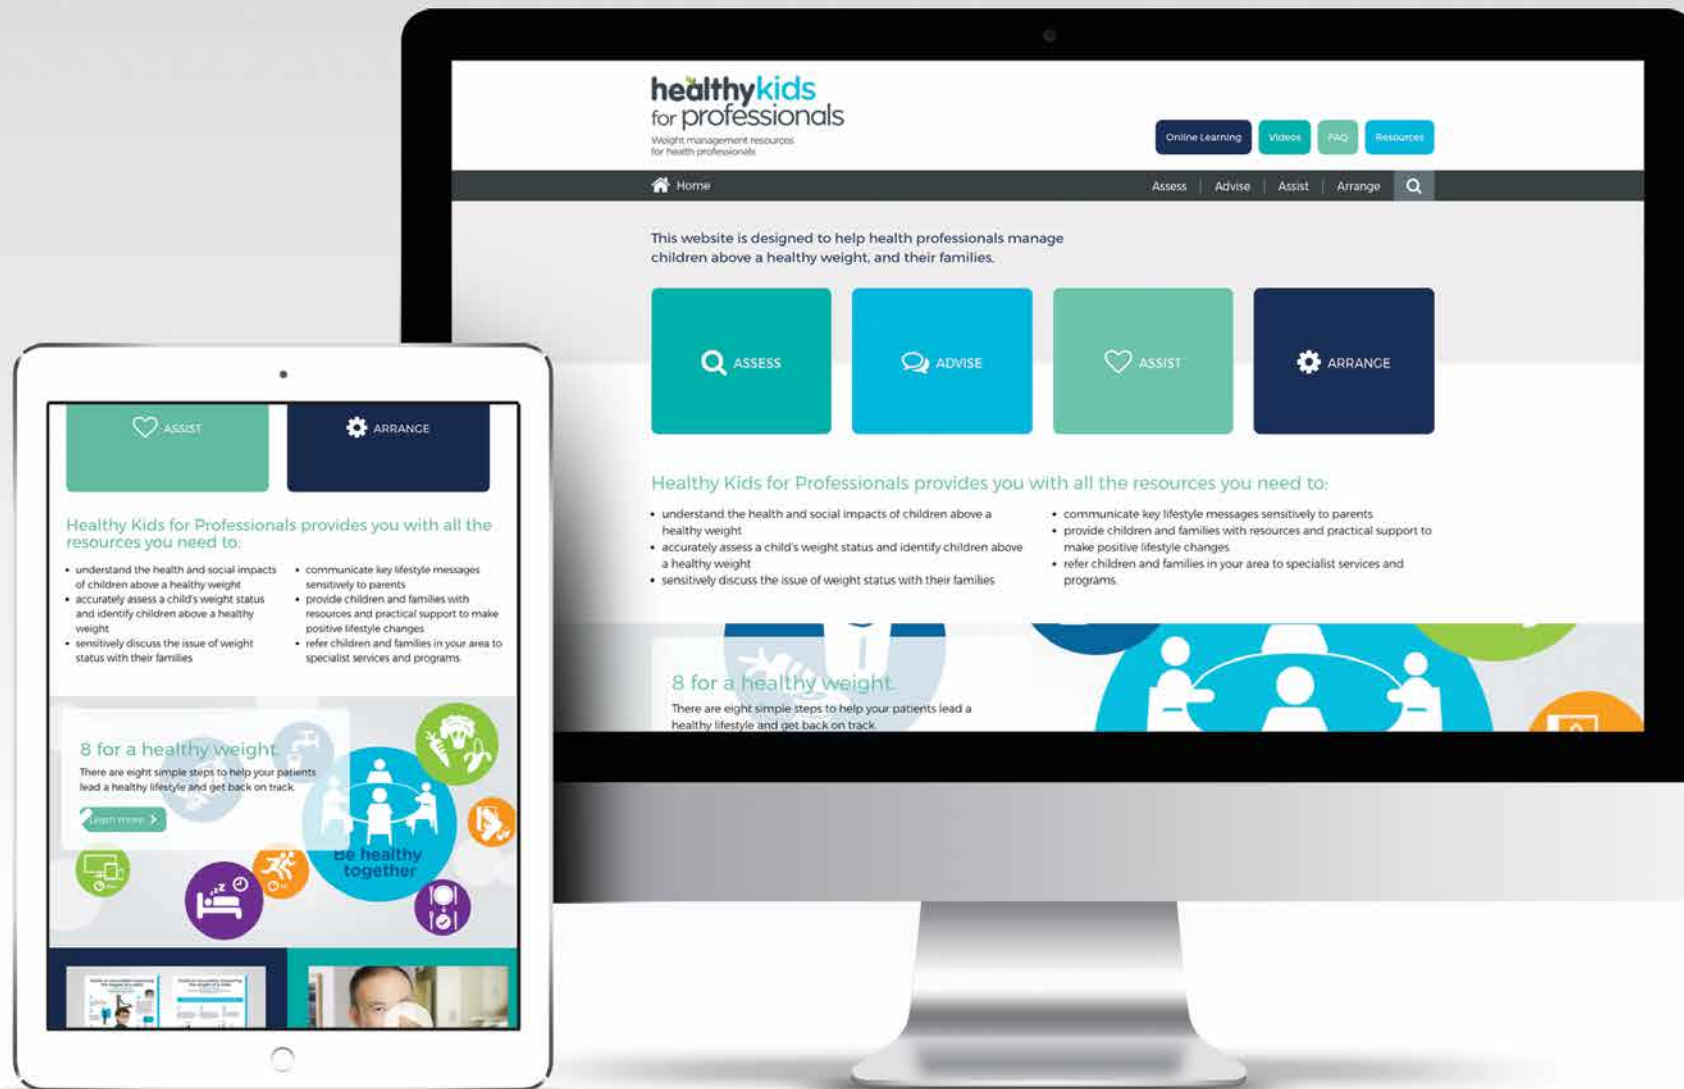 healthykids
for professionals
Weight management resources
for health professionals
Online Learning
Videos
FAQ
Resources
Home
Assess
Advise
Assist
Arrange
This website is designed to help health professionals manage
children above a healthy weight, and their families.
ASSESS
ADVISE
ASSIST
ARRANGE
Healthy Kids for Professionals provides you with all the resources you need to:
• understand the health and social impacts of children above a
healthy weight
• accurately assess a child's weight status and identify children above
a healthy weight
• sensitively discuss the issue of weight status with their families
• communicate key lifestyle messages sensitively to parents
• provide children and families with resources and practical support to
make positive lifestyle changes
• refer children and families in your area to specialist services and
programs.
8 for a healthy weight
There are eight simple steps to help your patients lead a
healthy lifestyle and get back on track.
ASSIST
ARRANGE
Healthy Kids for Professionals provides you with all the
resources you need to:
• understand the health and social impacts
of children above a healthy weight
• accurately assess a child's weight status
and identify children above a healthy
weight
• sensitively discuss the issue of weight
status with their families
• communicate key lifestyle messages
sensitively to parents
• provide children and families with
resources and practical support to make
positive lifestyle changes
• refer children and families in your area to
specialist services and programs
8 for a healthy weight
There are eight simple steps to help your patients
lead a healthy lifestyle and get back on track.
Learn more
Be healthy
together
zZ